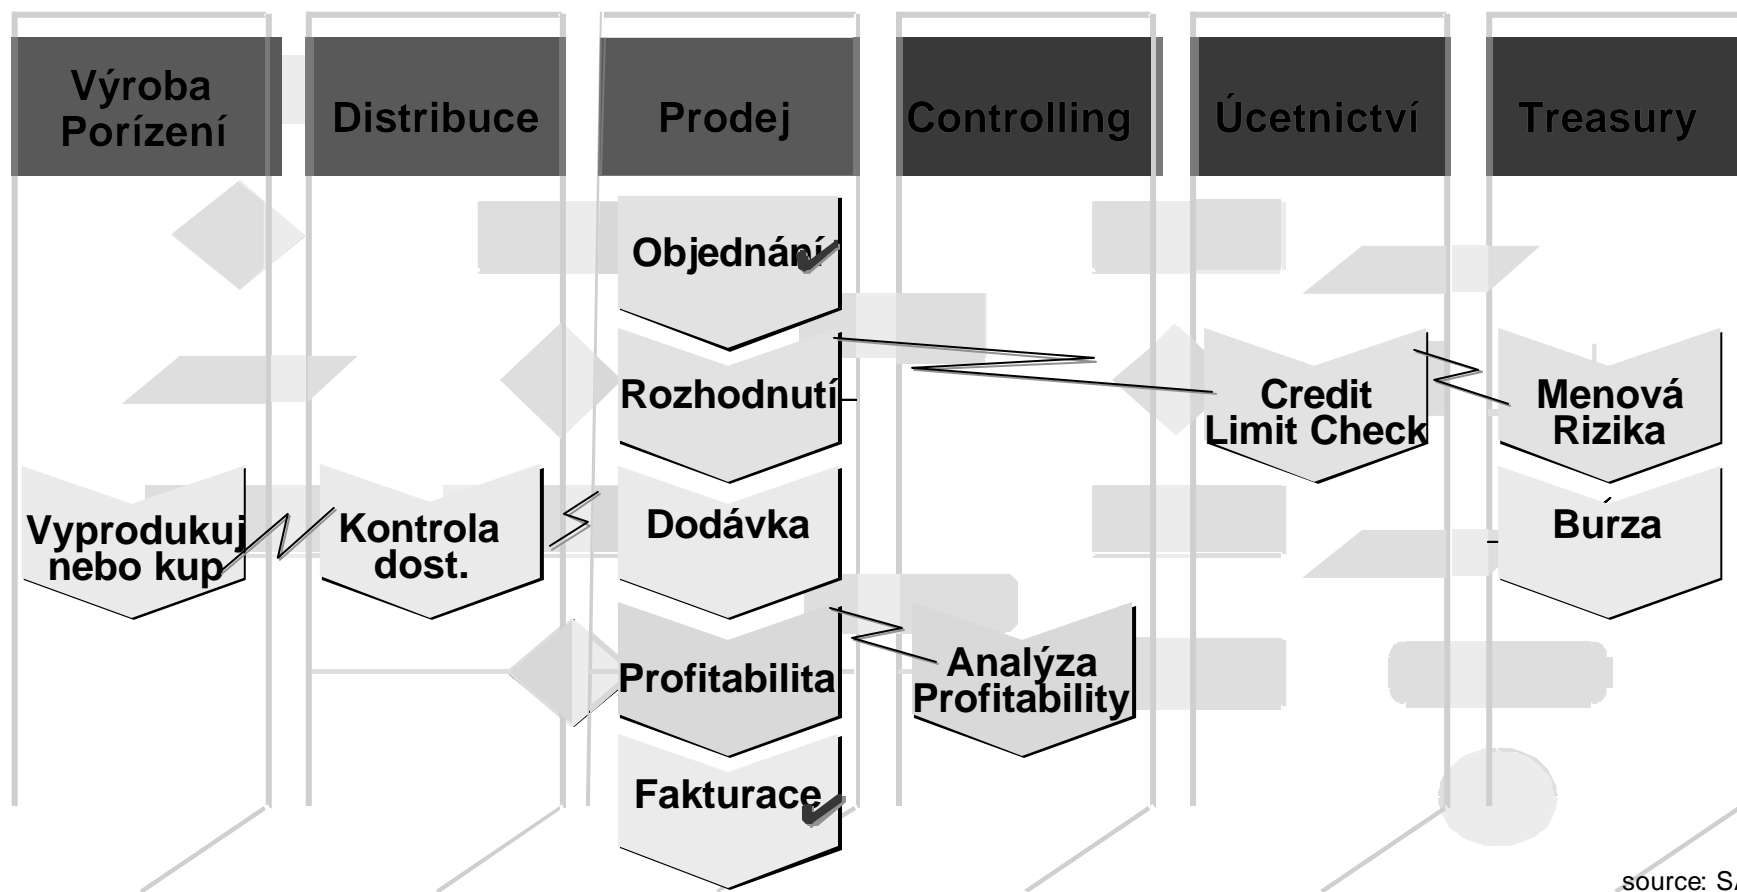 Výroba
Porízení
Distribuce
Prodej
Controlling
Úcetnictví
Treasury
Objednání
Rozhodnutí
Credit
Limit Check
Menová
Rizika
Vyprodukuj
nebo kup
Kontrola
dost.
Dodávka
Burza
Profitabilita
Analýza
Profitability
Fakturace
source: